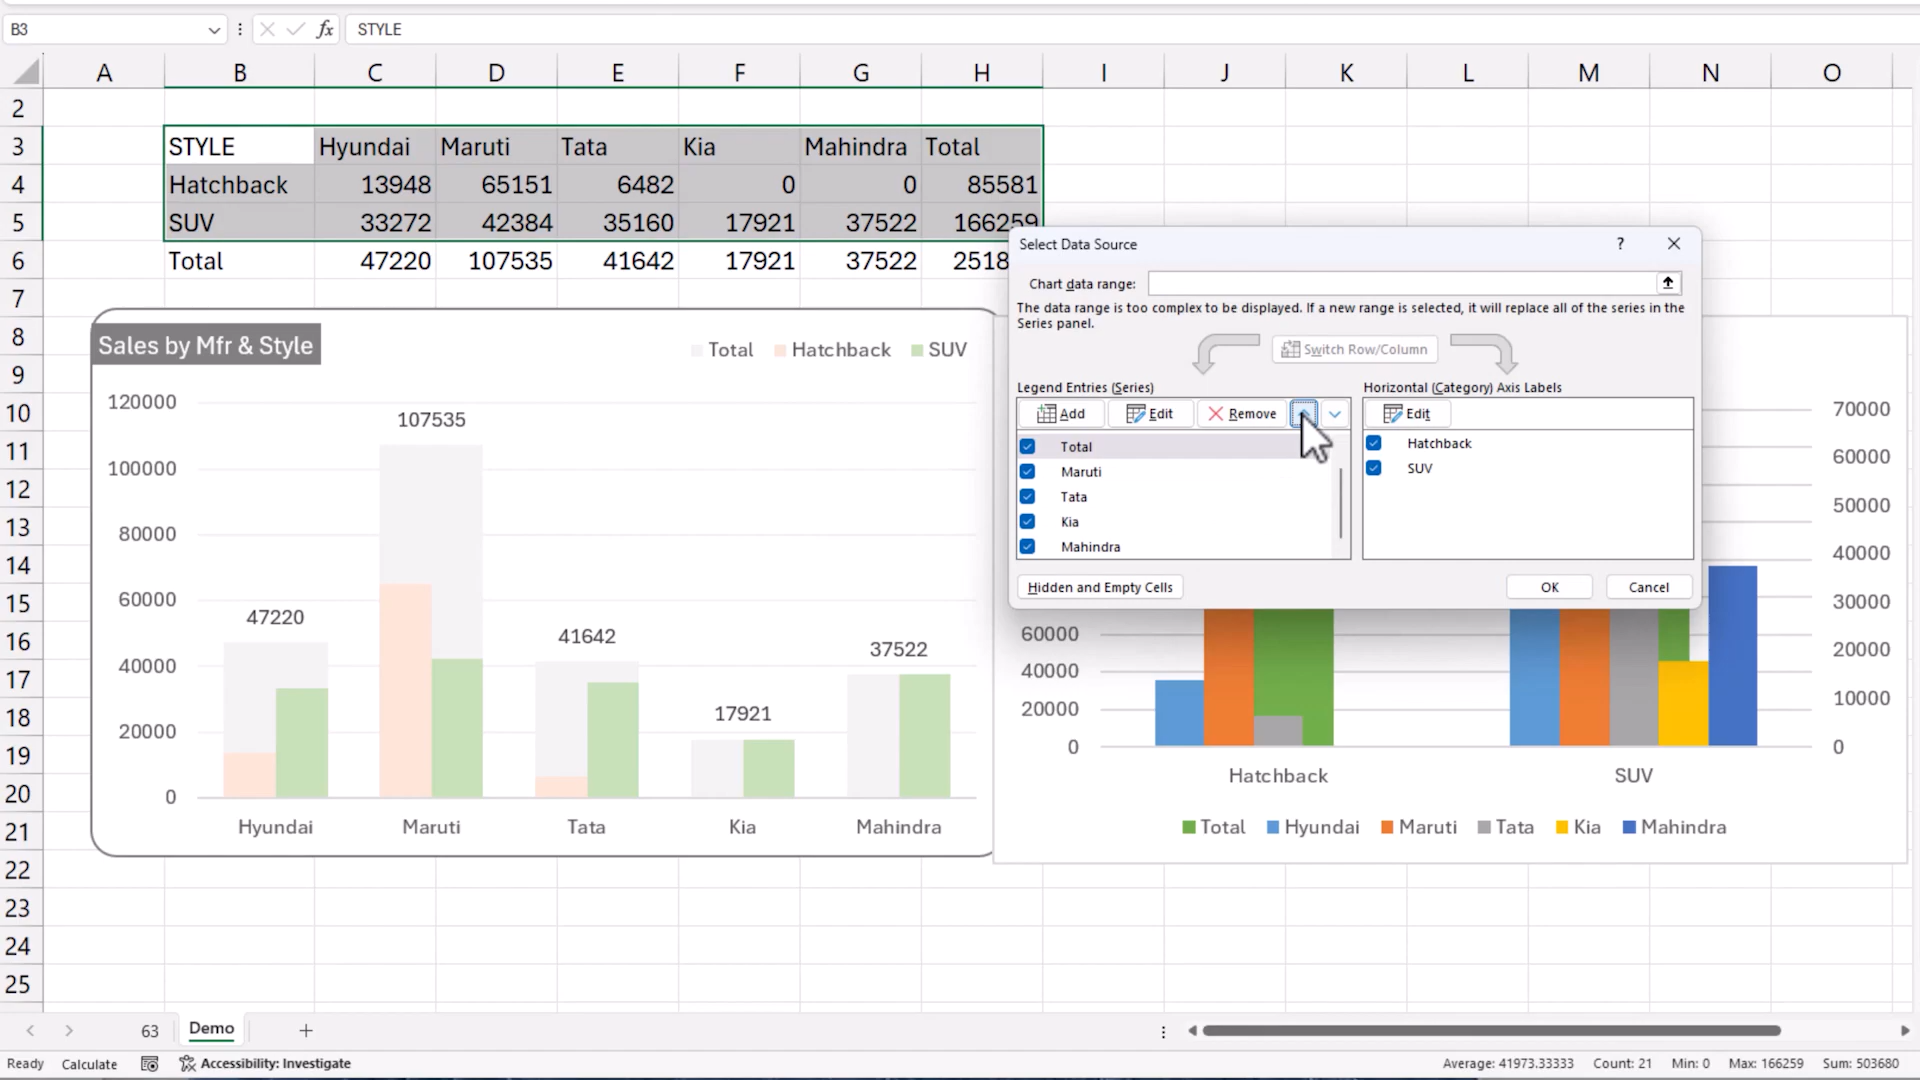 B3 fx STYLE
A B C D E F G H I J K L M N O
2
3 STYLE Hyundai Maruti Tata Kia Mahindra Total
4 Hatchback 13948 65151 6482 0 0 85581
5 SUV 33272 42384 35160 17921 37522 166259
6 Total 47220 107535 41642 17921 37522 2518
7
8
9
10
11
12
13
14
15
16
17
18
19
20
21
22
23
24
25
Sales by Mfr & Style
Total Hatchback SUV
120000
100000
80000
60000
40000
20000
0
47220
107535
41642
17921
37522
Hyundai Maruti Tata Kia Mahindra
Select Data Source ?
Chart data range:
The data range is too complex to be displayed. If a new range is selected, it will replace all of the series in the
Series panel.
Switch Row/Column
Legend Entries (Series)
Add Edit Remove
Total
Maruti
Tata
Kia
Mahindra
Horizontal (Category) Axis Labels
Edit
Hatchback
SUV
Hidden and Empty Cells
OK Cancel
60000
40000
20000
0
70000
60000
50000
40000
30000
20000
10000
0
Hatchback SUV
Total Hyundai Maruti Tata Kia Mahindra
63 Demo
Ready Calculate Accessibility: Investigate
Average: 41973.33333 Count: 21 Min: 0 Max: 166259 Sum: 503680